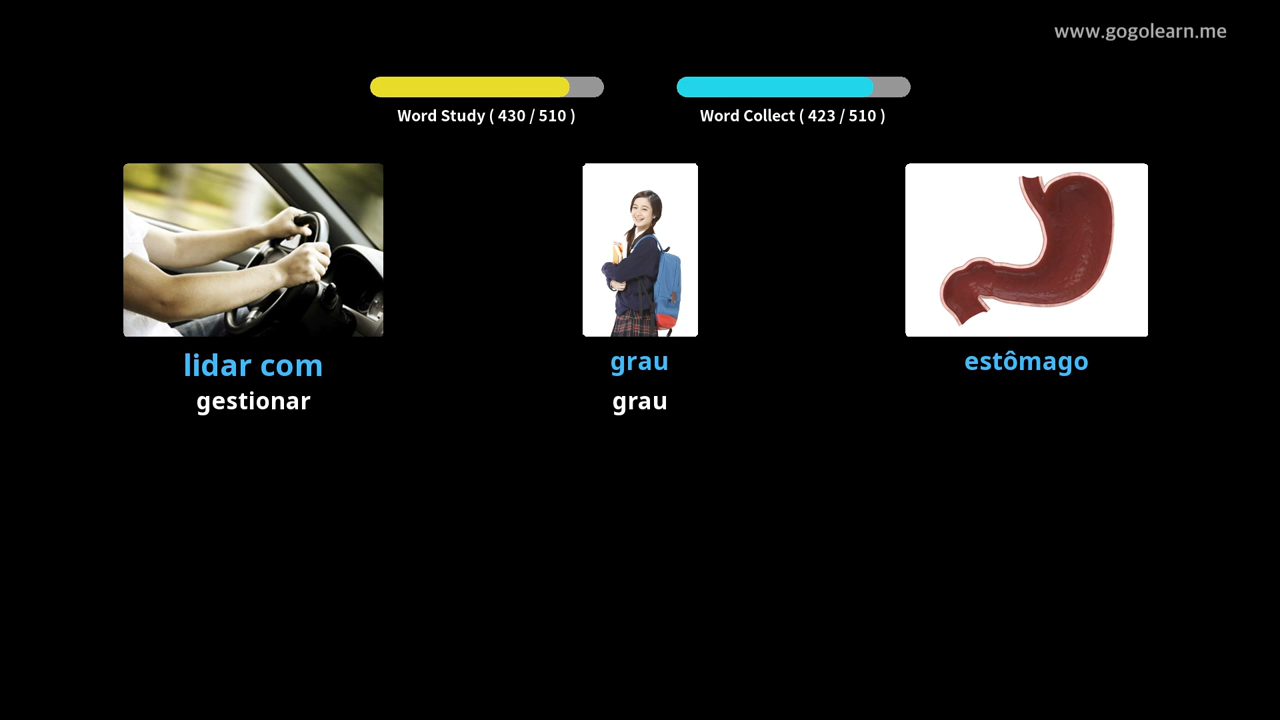 www.gogolearn.me
Word Study ( 430 / 510 )
Word Collect ( 423 / 510 )
lidar com
gestionar
grau
grau
estômago